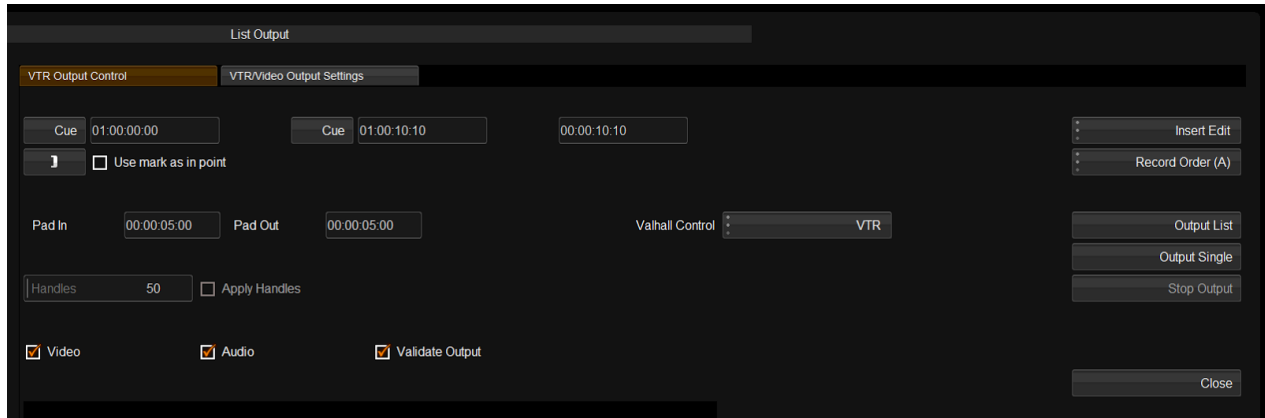 List Output
VTR Output Control VTR/Video Output Settings
Cue 01:00:00:00 Cue 01:00:10:10 00:00:10:10 Insert Edit
Use mark as in point Record Order (A)
Pad In 00:00:05:00 Pad Out 00:00:05:00 Valhall Control VTR Output List
Output Single
Handles 50 Apply Handles Stop Output
Video Audio Validate Output
Close